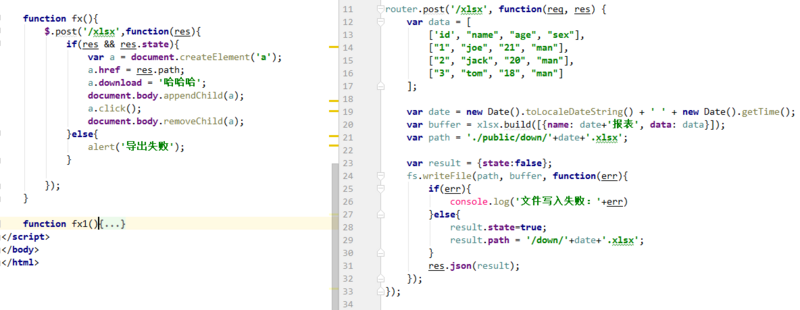 function fx(){
$.post('/xlsx',function(res){
if(res && res.state){
var a = document.createElement('a');
a.href = res.path;
a.download = '哈哈哈';
document.body.appendChild(a);
a.click();
document.body.removeChild(a);
}else{
alert('导出失败');
}
});
}
function fx1(){...}
</script>
</body>
</html>
11 router.post('/xlsx', function(req, res) {
12 var data = [
13 ['id', "name", "age", "sex"],
14 ["1", "joe", "21", "man"],
15 ["2", "jack", "20", "man"],
16 ["3", "tom", "18", "man"]
17 ];
18
19 var date = new Date().toLocaleDateString() + ' ' + new Date().getTime();
20 var buffer = xlsx.build([{name: date+'报表', data: data}]);
21 var path = './public/down/'+date+'.xlsx';
22
23 var result = {state:false};
24 fs.writeFile(path, buffer, function(err){
25 if(err){
26 console.log('文件写入失败：'+err)
27 }else{
28 result.state=true;
29 result.path = '/down/'+date+'.xlsx';
30 }
31 res.json(result);
32 });
33 });
34